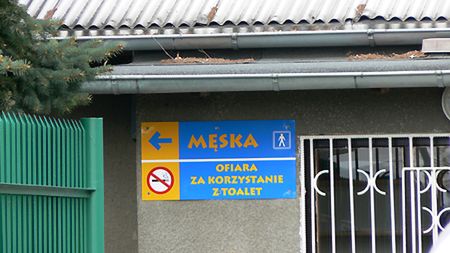 MĘSKA
OFIARA
ZA KORZYSTANIE
Z TOALET